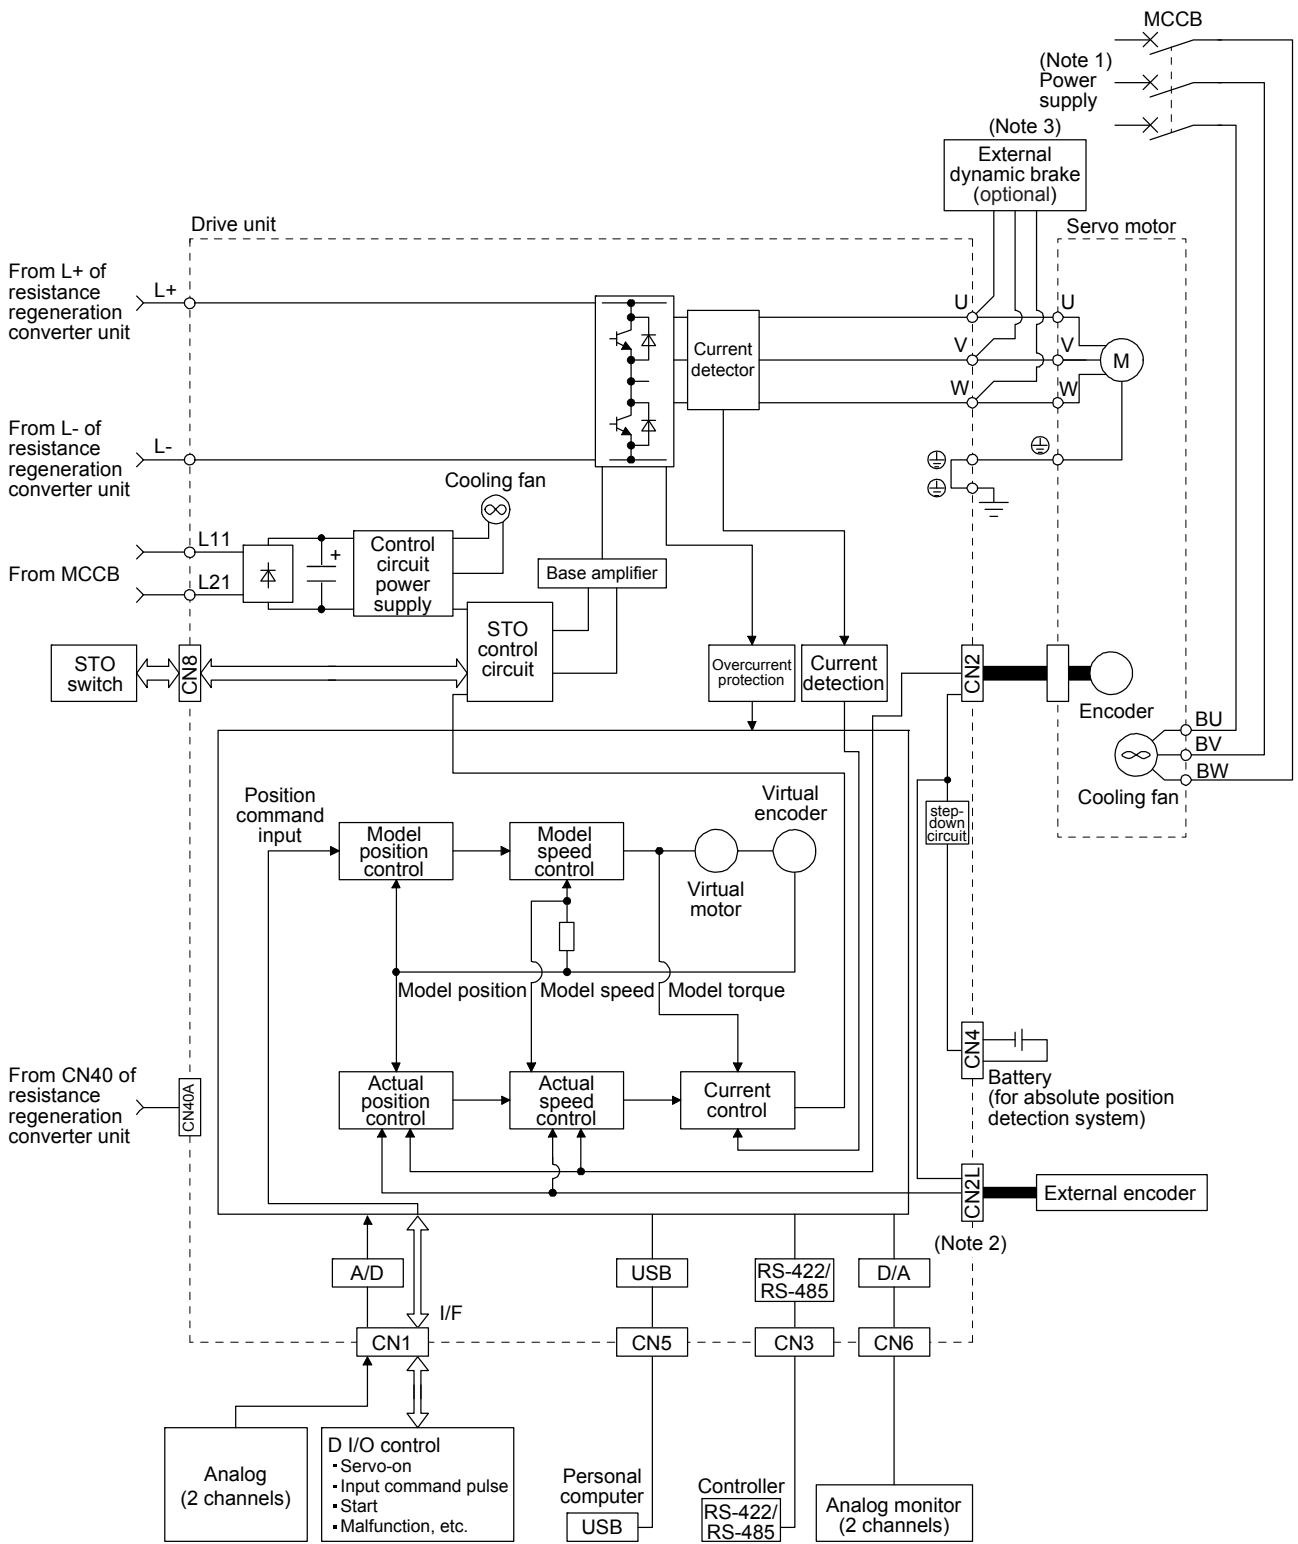 MCCB
(Note 1)
Power
supply
(Note 3)
External
dynamic brake
(optional)
Drive unit
Servo motor
From L+ of
resistance
regeneration
converter unit
L+
U
U
V
V
W
W
M
Current
detector
From L- of
resistance
regeneration
converter unit
L-
Cooling fan
L11
+
Control
circuit
power
supply
From MCCB
L21
Base amplifier
STO
control
circuit
STO
switch
CN8
Overcurrent
protection
Current
detection
CN2
Encoder
BU
BV
BW
Cooling fan
step-
down
circuit
Position
command
input
Virtual
encoder
Model
position
control
Model
speed
control
Virtual
motor
Model position
Model speed
Model torque
CN4
Battery
(for absolute position
detection system)
From CN40 of
resistance
regeneration
converter unit
CN40A
Actual
position
control
Actual
speed
control
Current
control
CN2L
External encoder
(Note 2)
A/D
I/F
USB
RS-422/
RS-485
D/A
CN1
CN5
CN3
CN6
Analog
(2 channels)
D I/O control
▪Servo-on
▪Input command pulse
▪Start
▪Malfunction, etc.
Personal
computer
USB
Controller
RS-422/
RS-485
Analog monitor
(2 channels)